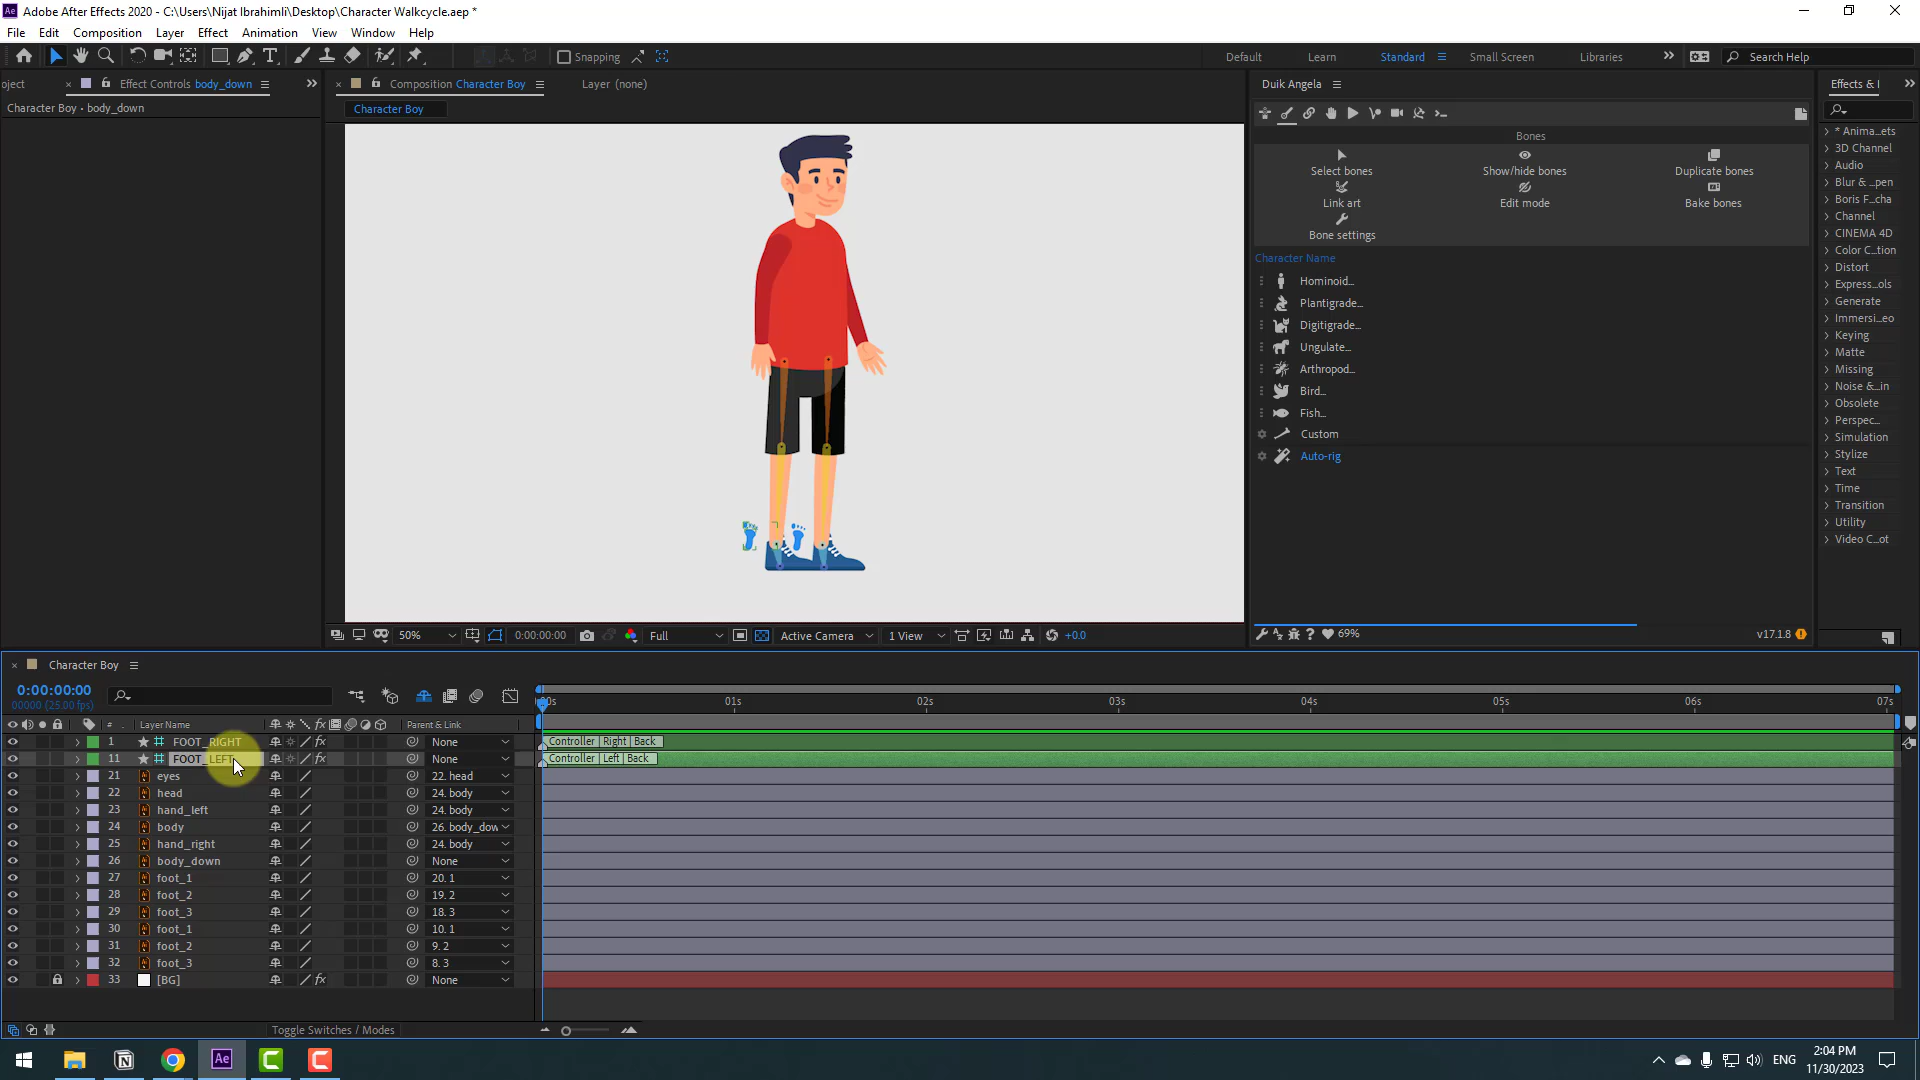 Adobe After Effects 2020 - C:\Users\Nijat Ibrahimli\Desktop\Character Walkcycle.aep *
File Edit Composition Layer Effect Animation View Window Help
Snapping Default Learn Standard Small Screen Libraries Search Help
oject Effect Controls body_down
Composition Character Boy Layer (none)
Duik Angela
Effects & I
Character Boy • body_down
Character Boy
Bones
Select bones Show/hide bones Duplicate bones
Link art Edit mode Bake bones
Bone settings
Character Name
Hominoid...
Plantigrade...
Digitigrade...
Ungulate...
Arthropod...
Bird...
Fish...
Custom
Auto-rig
* Anima...ets
3D Channel
Audio
Blur & ...pen
Boris F...cha
Channel
CINEMA 4D
Color C...tion
Distort
Express...ols
Generate
Immersi...eo
Keying
Matte
Missing
Noise &...in
Obsolete
Perspec...
Simulation
Stylize
Text
Time
Transition
Utility
Video C...ot
50% 0:00:00:00 Full Active Camera 1 View +0.0
69% v17.1.8
Character Boy
0:00:00:00
00000 (25.00 fps)
01s 02s 03s 04s 05s 06s 07s
# Layer Name Parent & Link
1 FOOT_RIGHT None Controller | Right | Back
11 FOOT_LEFT None Controller | Left | Back
21 eyes 22. head
22 head 24. body
23 hand_left 24. body
24 body 26. body_dow
25 hand_right 24. body
26 body_down None
27 foot_1 20. 1
28 foot_2 19. 2
29 foot_3 18. 3
30 foot_1 10. 1
31 foot_2 9. 2
32 foot_3 8. 3
33 [BG] None
Toggle Switches / Modes
ENG
2:04 PM
11/30/2023